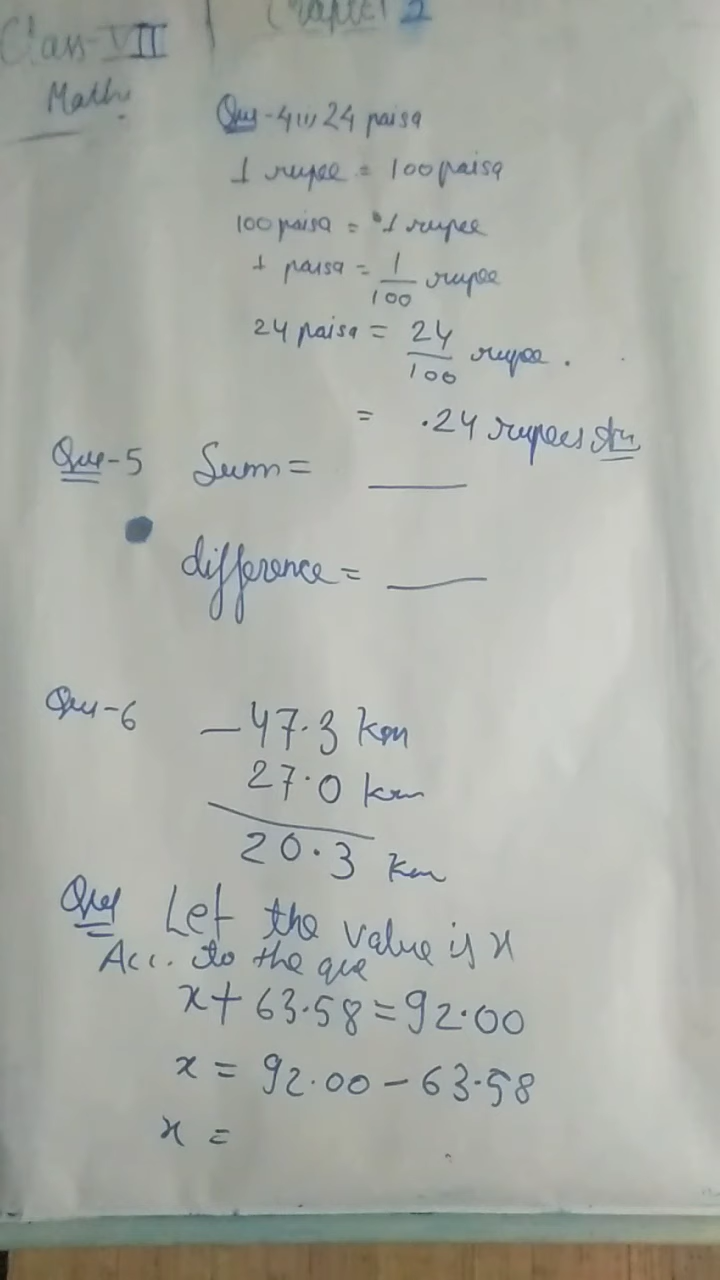 Class-VII | Chapter 2
Maths
Que-4(i) 24 paisa
1 rupee = 100 paisa
100 paisa = 1 rupee
1 paisa = 1/100 rupee
24 paisa = 24/100 rupee.
= .24 rupees Ans
Que-5 Sum = ____
difference = ____
Que-6 - 47.3 km
27.0 km
20.3 km
Que Let the value is x
Acc. to the que
x + 63.58 = 92.00
x = 92.00 - 63.58
x =